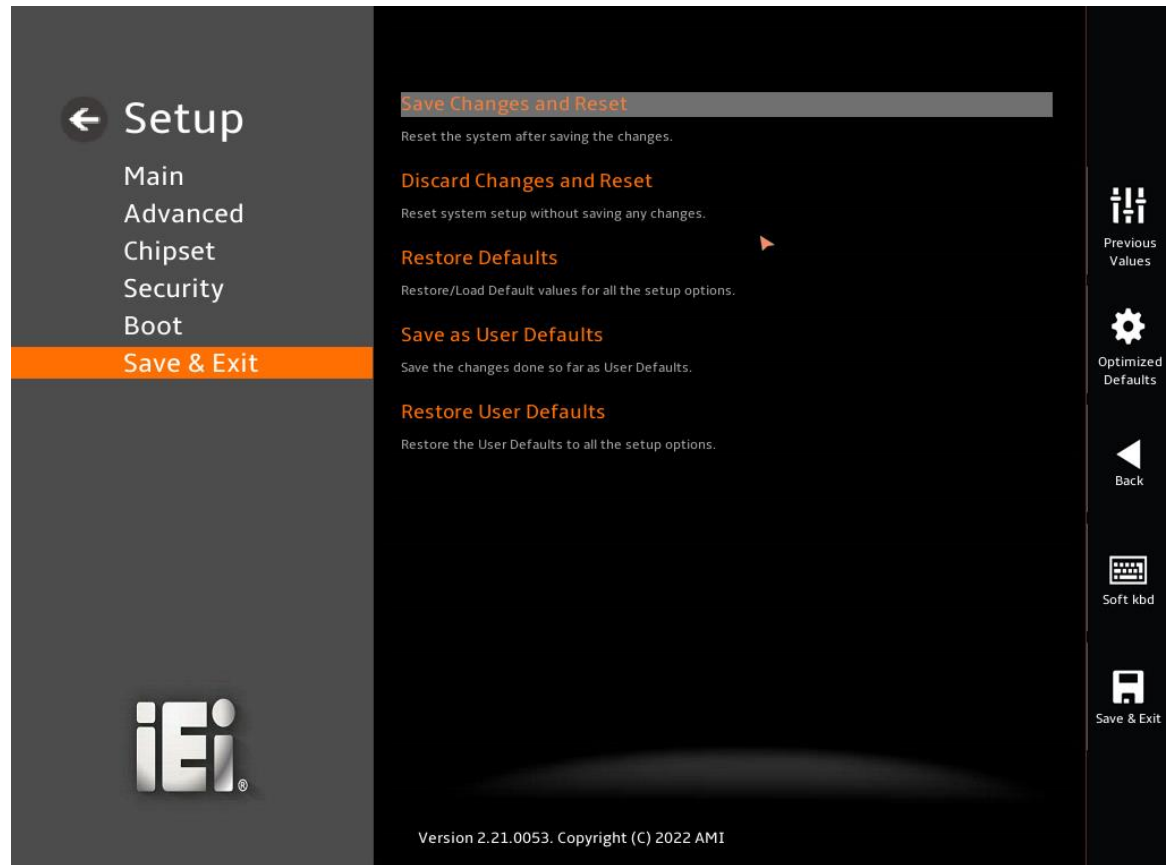 Setup
Main
Advanced
Chipset
Security
Boot
Save & Exit
iEi®
Save Changes and Reset
Reset the system after saving the changes.
Discard Changes and Reset
Reset system setup without saving any changes.
Restore Defaults
Restore/Load Default values for all the setup options.
Save as User Defaults
Save the changes done so far as User Defaults.
Restore User Defaults
Restore the User Defaults to all the setup options.
Version 2.21.0053. Copyright (C) 2022 AMI
Previous
Values
Optimized
Defaults
Back
Soft kbd
Save & Exit